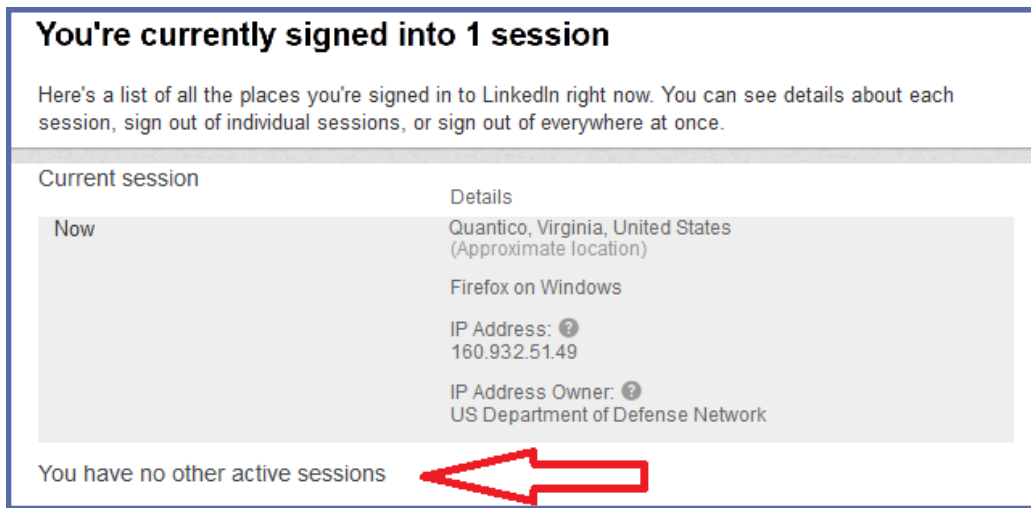 You're currently signed into 1 session
Here's a list of all the places you're signed in to LinkedIn right now. You can see details about each
session, sign out of individual sessions, or sign out of everywhere at once.
Current session
Details
Now
Quantico, Virginia, United States
(Approximate location)
Firefox on Windows
IP Address: ?
160.932.51.49
IP Address Owner: ?
US Department of Defense Network
You have no other active sessions